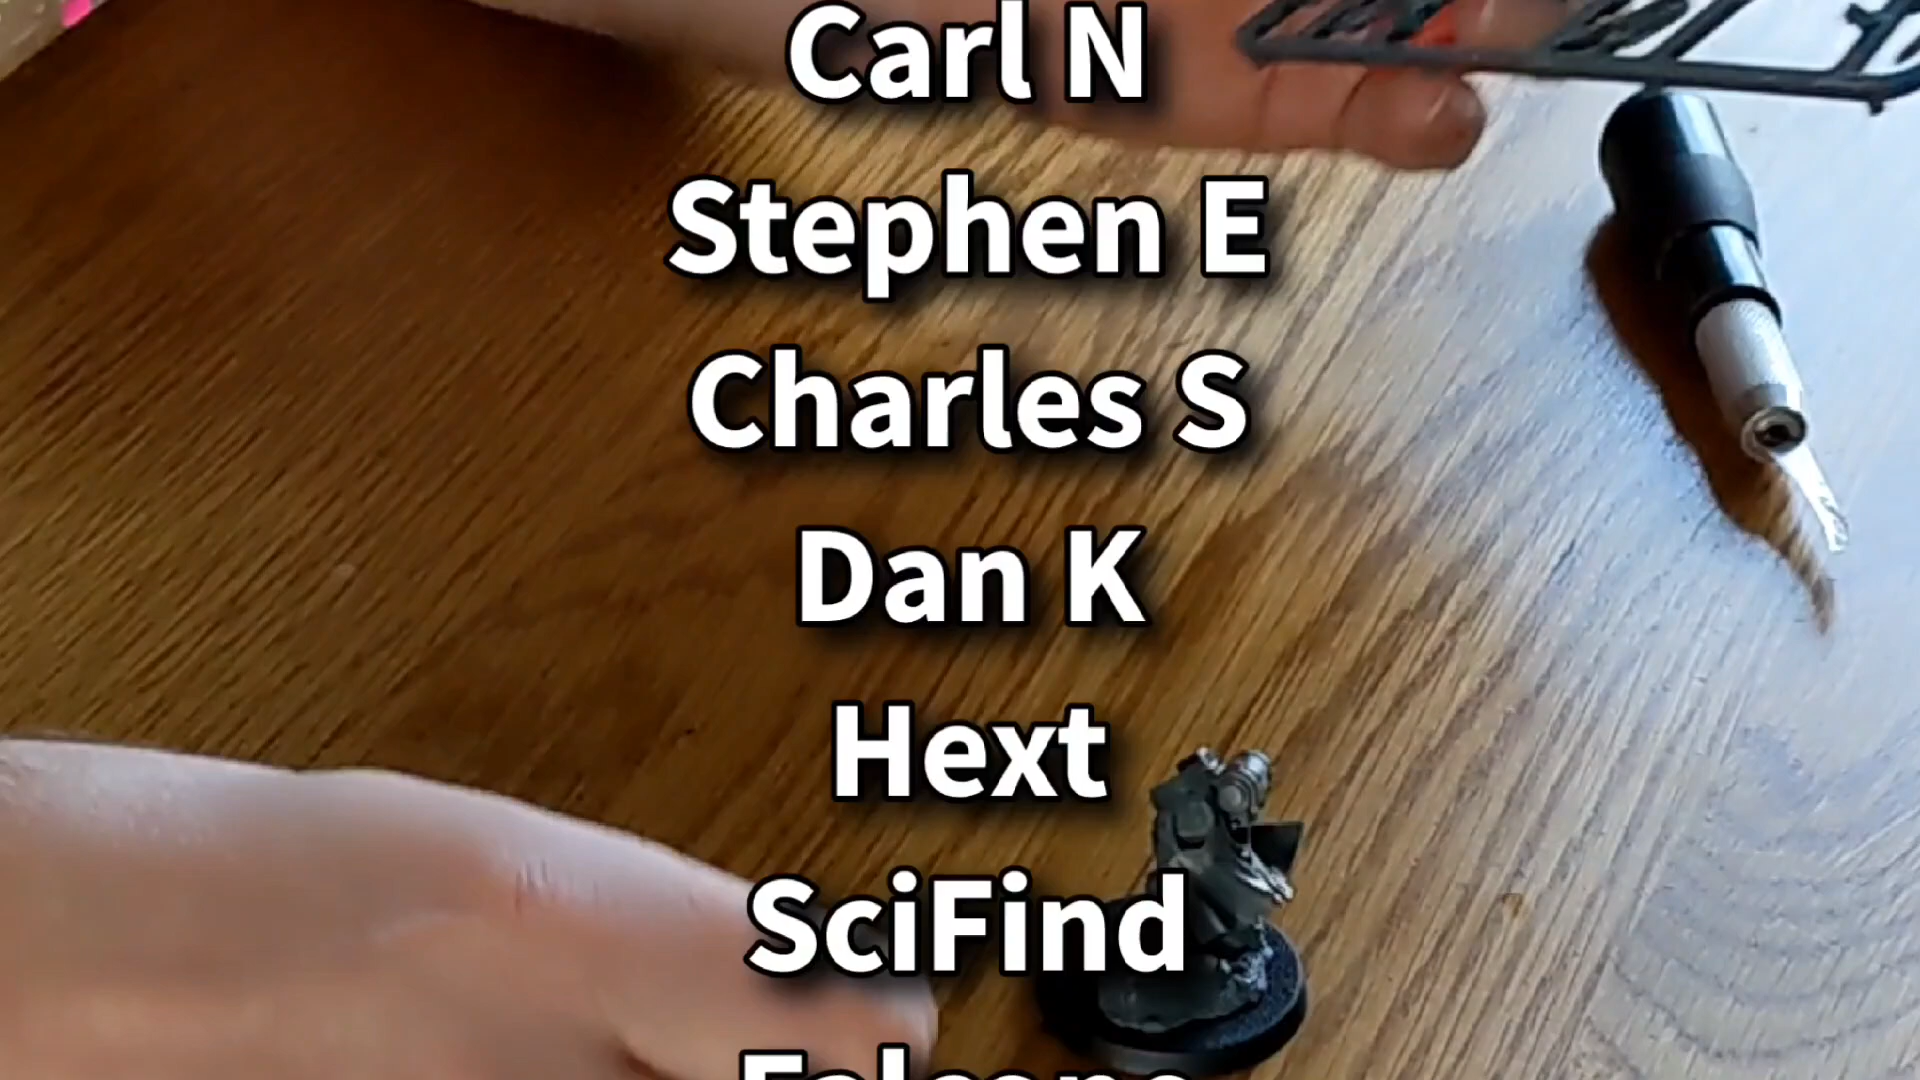 Carl N
Stephen E
Charles S
Dan K
Hext
SciFind